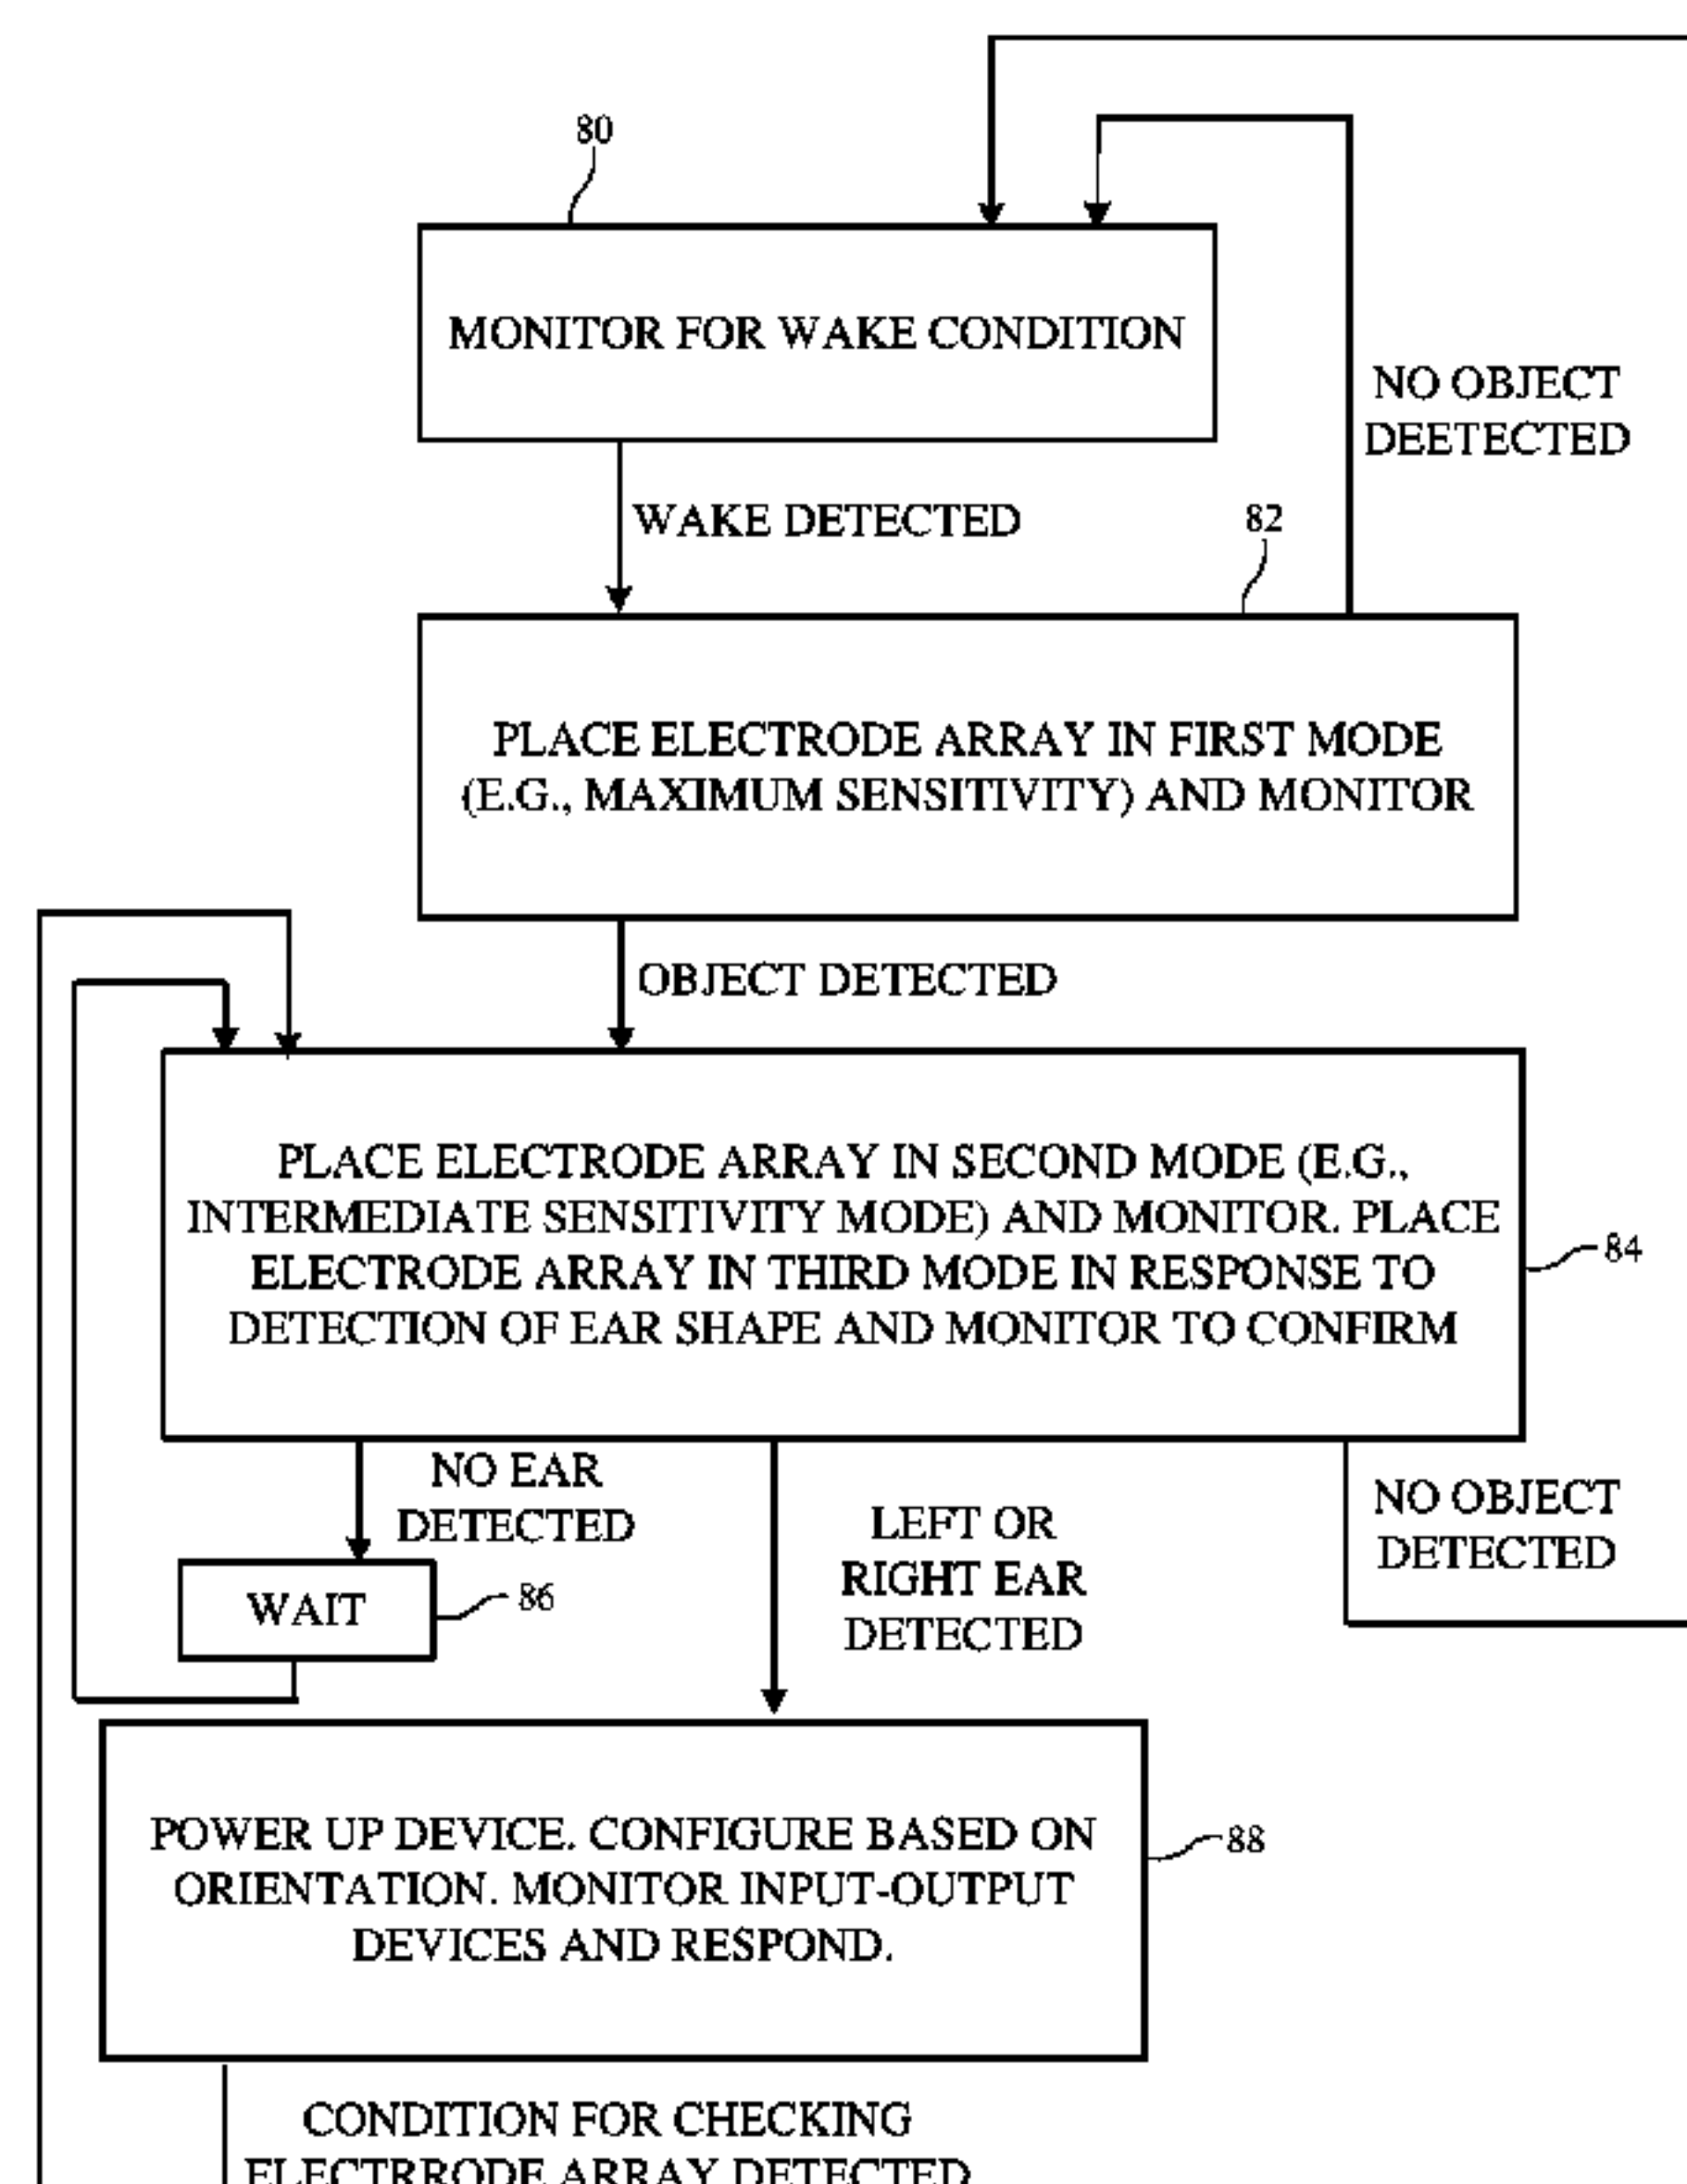 80
MONITOR FOR WAKE CONDITION
NO OBJECT
DEETECTED
WAKE DETECTED
82
PLACE ELECTRODE ARRAY IN FIRST MODE
(E.G., MAXIMUM SENSITIVITY) AND MONITOR
OBJECT DETECTED
PLACE ELECTRODE ARRAY IN SECOND MODE (E.G.,
INTERMEDIATE SENSITIVITY MODE) AND MONITOR. PLACE
ELECTRODE ARRAY IN THIRD MODE IN RESPONSE TO
DETECTION OF EAR SHAPE AND MONITOR TO CONFIRM
84
NO EAR
DETECTED
LEFT OR
RIGHT EAR
DETECTED
NO OBJECT
DETECTED
WAIT
86
POWER UP DEVICE. CONFIGURE BASED ON
ORIENTATION. MONITOR INPUT-OUTPUT
DEVICES AND RESPOND.
88
CONDITION FOR CHECKING
ELECTRRODE ARRAY DETECTED